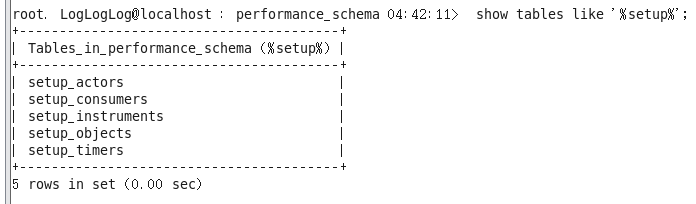 root. LogLogLog@localhost : performance_schema 04:42:11> show tables like '%setup%';
+---------------------------------------+
| Tables_in_performance_schema (%setup%) |
+---------------------------------------+
| setup_actors |
| setup_consumers |
| setup_instruments |
| setup_objects |
| setup_timers |
+---------------------------------------+
5 rows in set (0.00 sec)